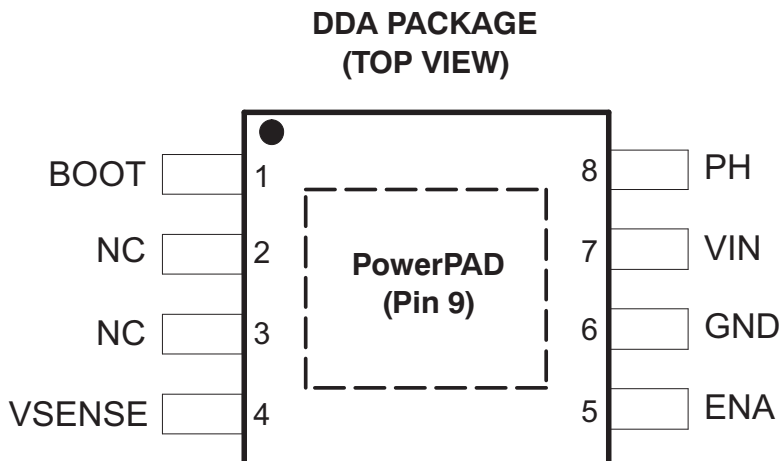 DDA PACKAGE
(TOP VIEW)
BOOT 1 8 PH
NC 2 7 VIN
PowerPAD
(Pin 9)
NC 3 6 GND
VSENSE 4 5 ENA